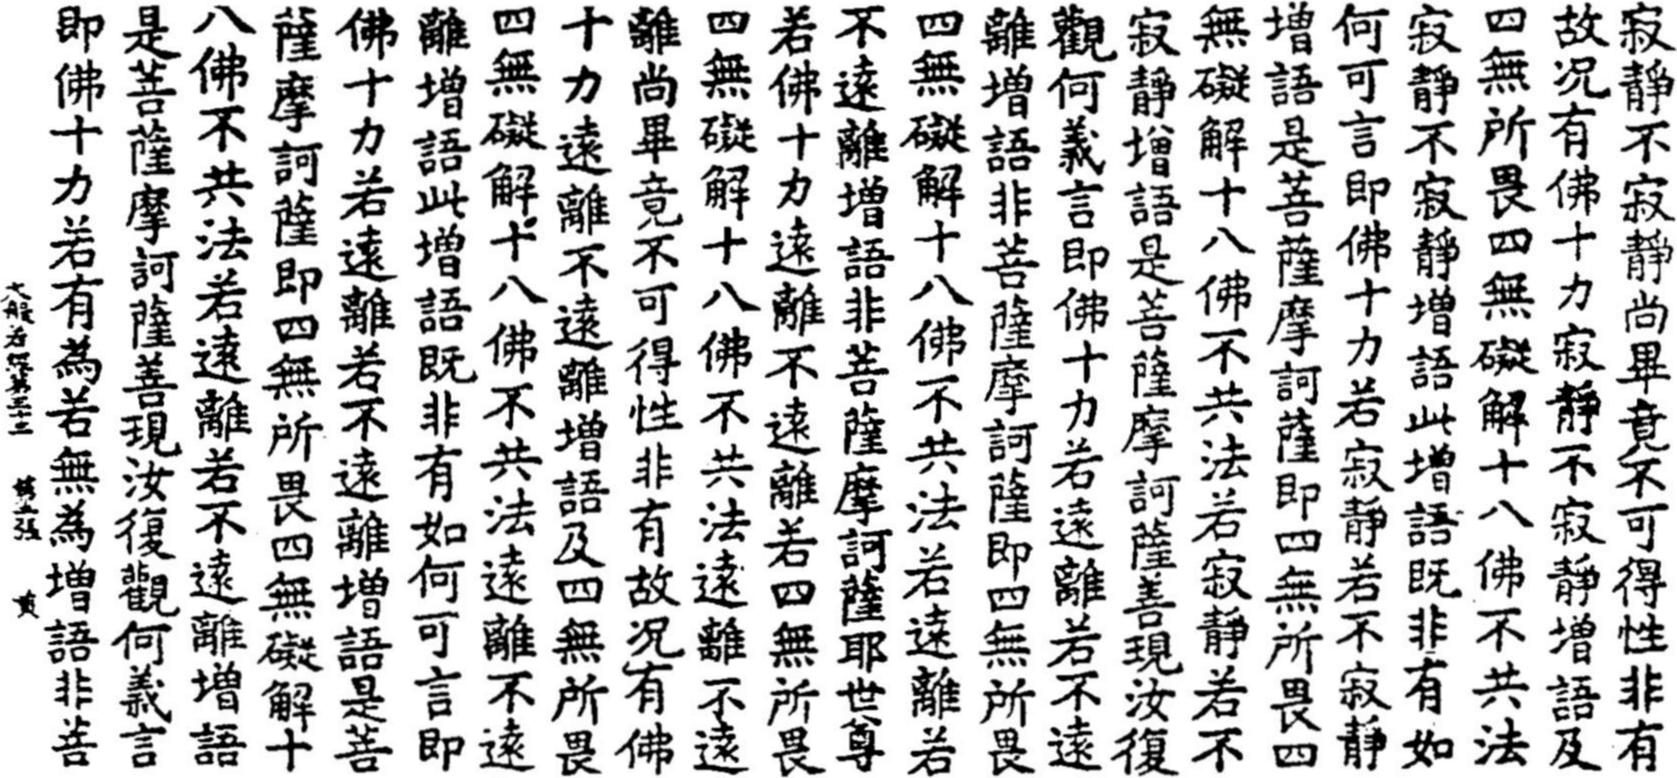 寂靜不寂靜尚畢竟不可得性非有
故况有佛十力寂靜不寂靜增語及
四無所畏四無礙解十八佛不共法
寂靜不寂靜增語此增語既非有如
何可言即佛十力若寂靜若不寂靜
增語是菩薩摩訶薩即四無所畏四
無礙解十八佛不共法若寂靜若不
寂靜增語是菩薩摩訶薩善現汝復
觀何義言即佛十力若遠離若不遠
離增語非菩薩摩訶薩即四無所畏
四無礙解十八佛不共法若遠離若
不遠離增語非菩薩摩訶薩耶世尊
若佛十力遠離不遠離若四無所畏
四無礙解十八佛不共法遠離不遠
離尚畢竟不可得性非有故况有佛
十力遠離不遠離增語及四無所畏
四無礙解十八佛不共法遠離不遠
離增語此增語既非有如何可言即
佛十力若遠離若不遠離增語是菩
薩摩訶薩即四無所畏四無礙解十
八佛不共法若遠離若不遠離增語
是菩薩摩訶薩善現汝復觀何義言
即佛十力若有為若無為增語非菩
大般若經第三十三 第五張 黄